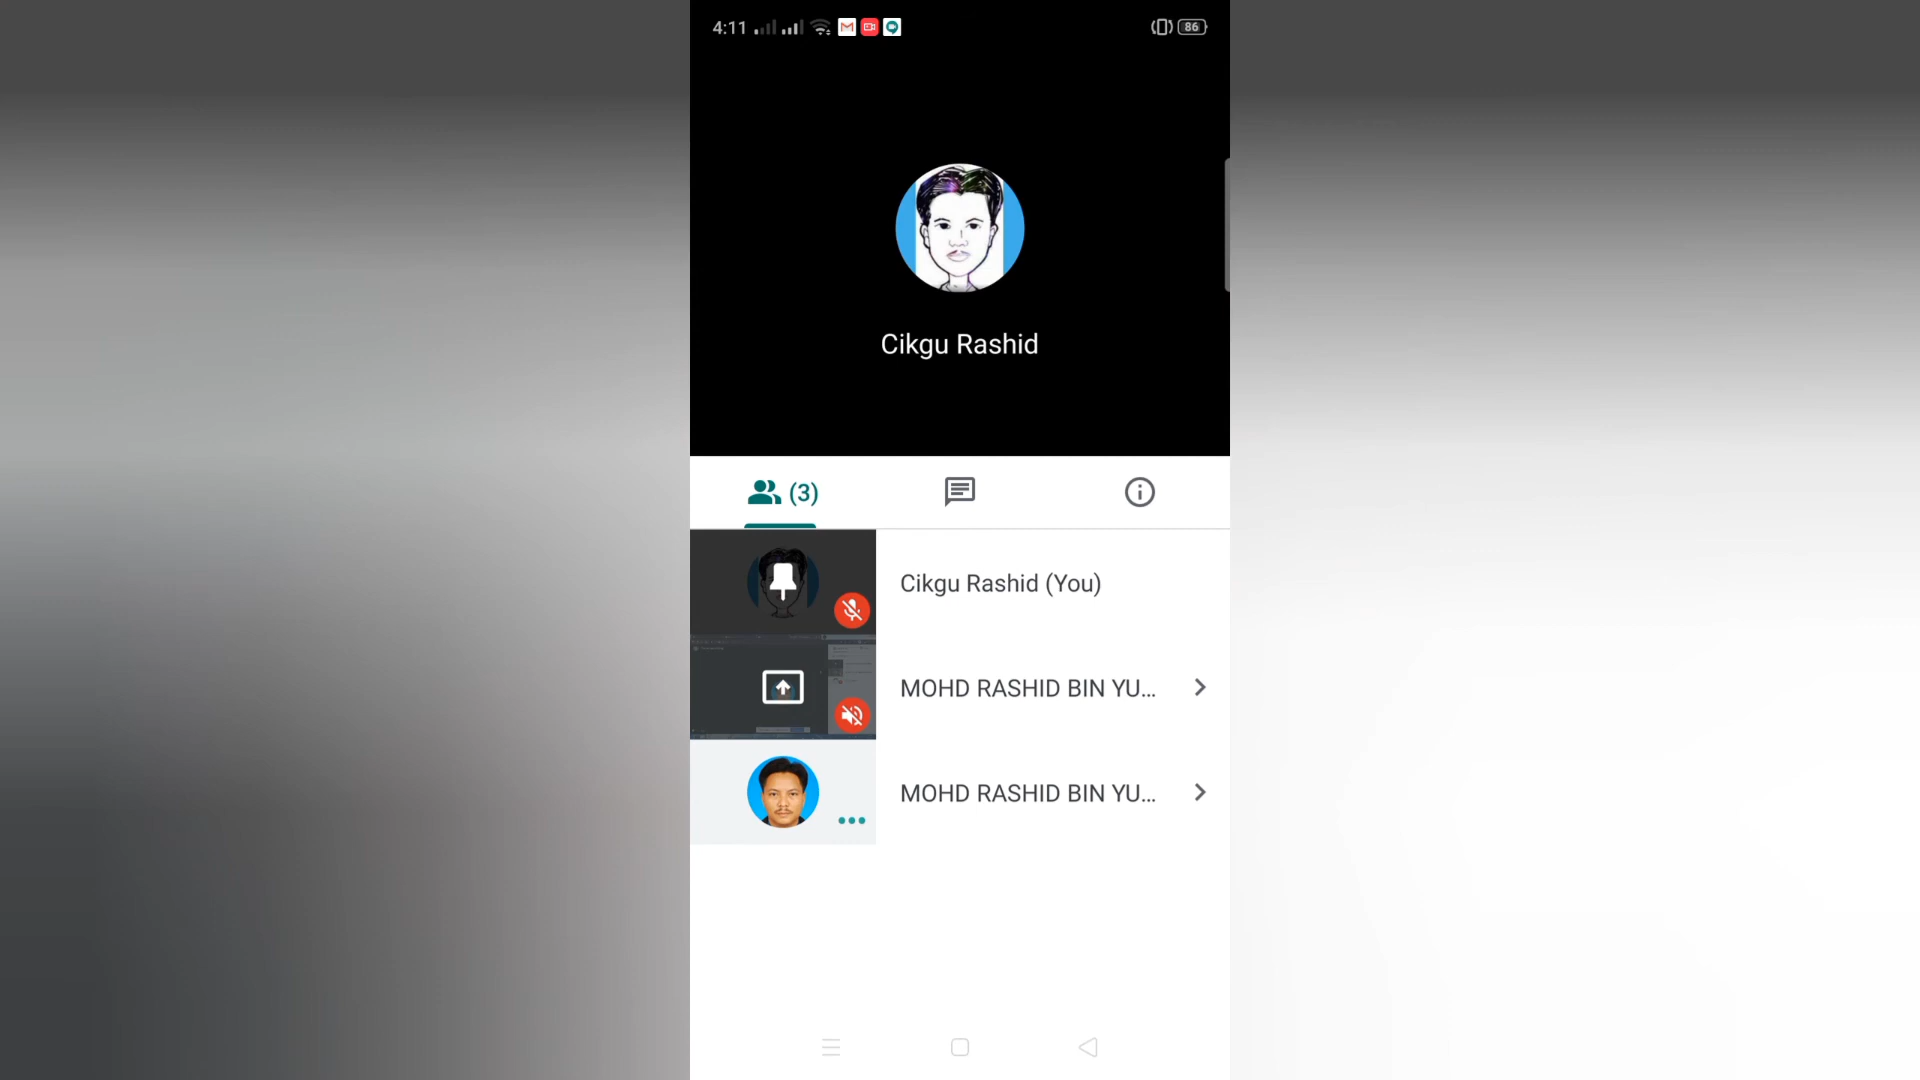 4:11
86
Cikgu Rashid
(3)
Cikgu Rashid (You)
MOHD RASHID BIN YU...
MOHD RASHID BIN YU...